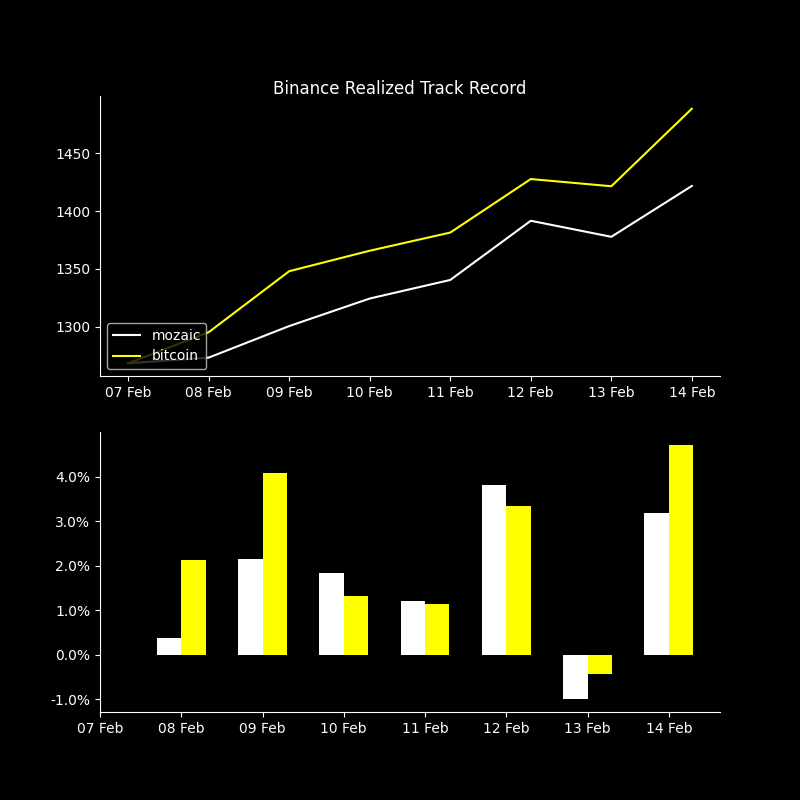 Binance Realized Track Record
1450
1400
1350
1300
mozaic
bitcoin
07 Feb 08 Feb 09 Feb 10 Feb 11 Feb 12 Feb 13 Feb 14 Feb
4.0%
3.0%
2.0%
1.0%
0.0%
-1.0%
07 Feb 08 Feb 09 Feb 10 Feb 11 Feb 12 Feb 13 Feb 14 Feb